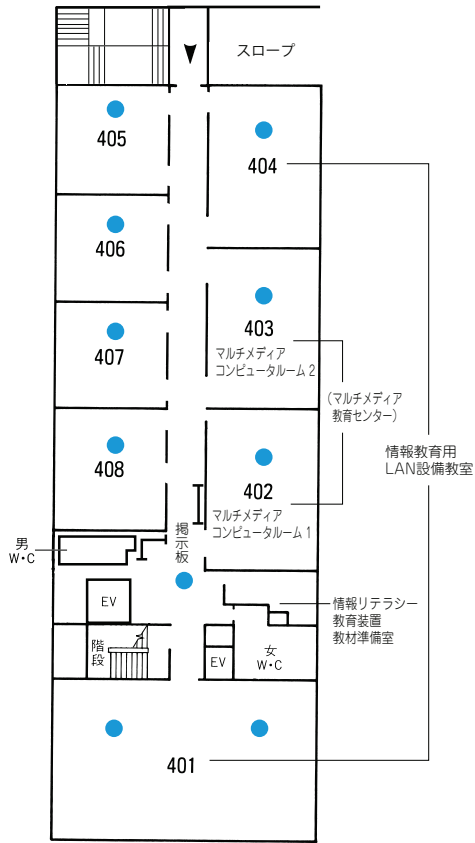 スロープ
405
404
406
403
マルチメディア
コンピュータルーム2
407
(マルチメディア
教育センター)
408
402
マルチメディア
コンピュータルーム1
情報教育用
LAN設備教室
掲示板
男
W・C
EV
情報リテラシー
教育装置
教材準備室
階段
EV
女
W・C
401